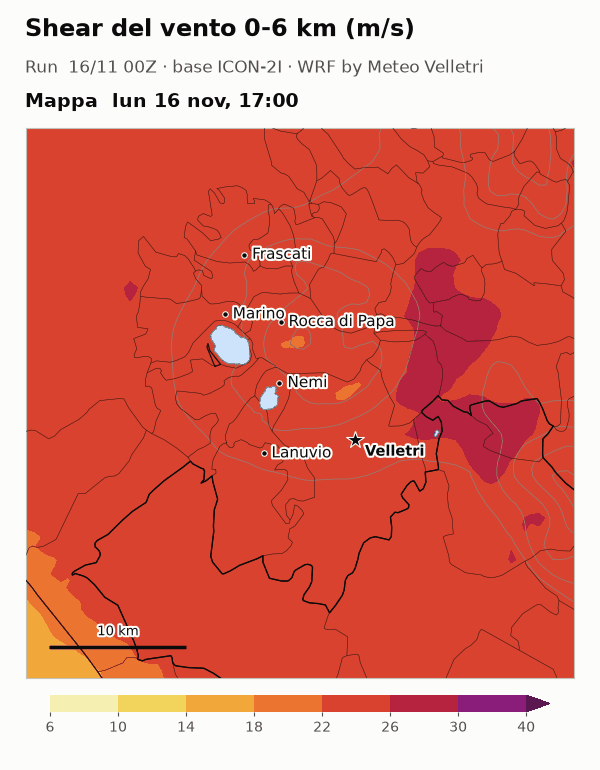 Shear del vento 0-6 km (m/s)
Run  16/11 00Z · base ICON-2I · WRF by Meteo Velletri
Mappa  lun 16 nov, 17:00
Frascati
Marino
Rocca di Papa
Nemi
Velletri
Lanuvio
10 km
6 10 14 18 22 26 30 40